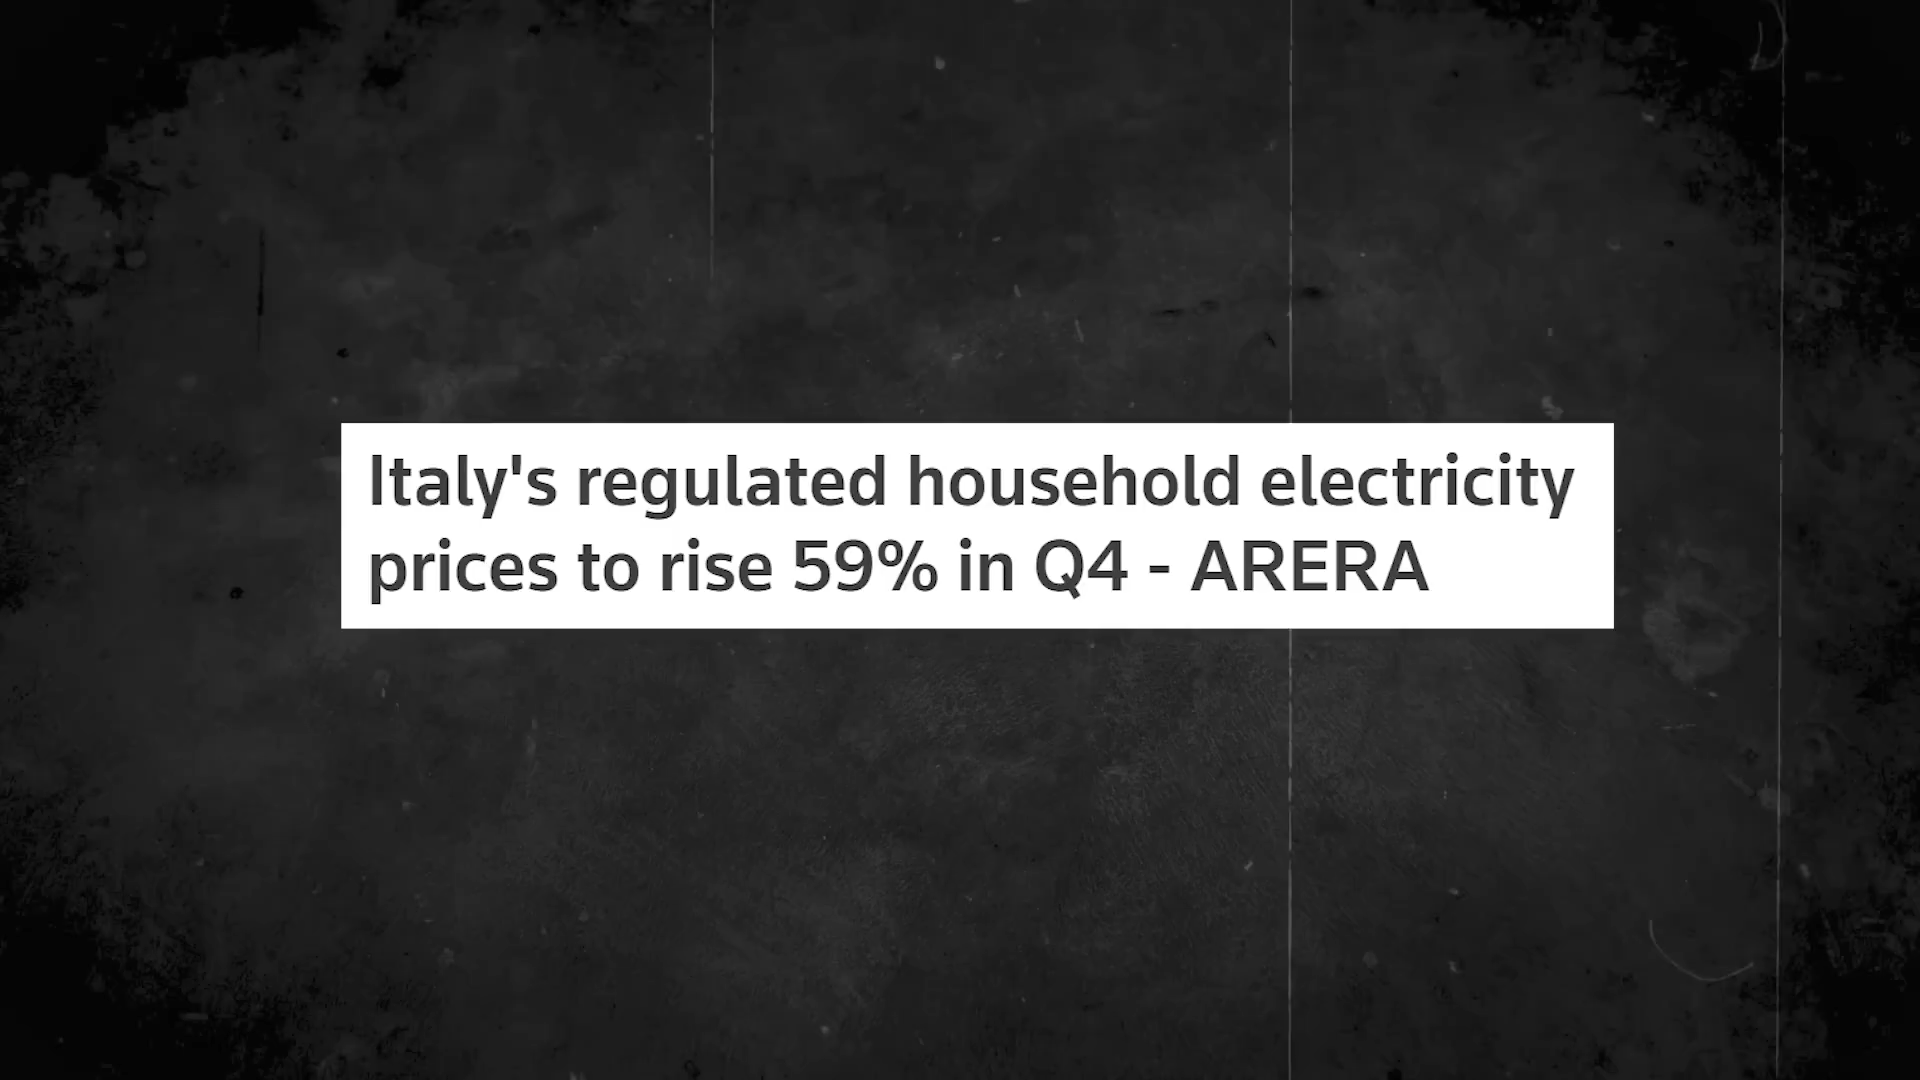 Italy's regulated household electricity
prices to rise 59% in Q4 - ARERA